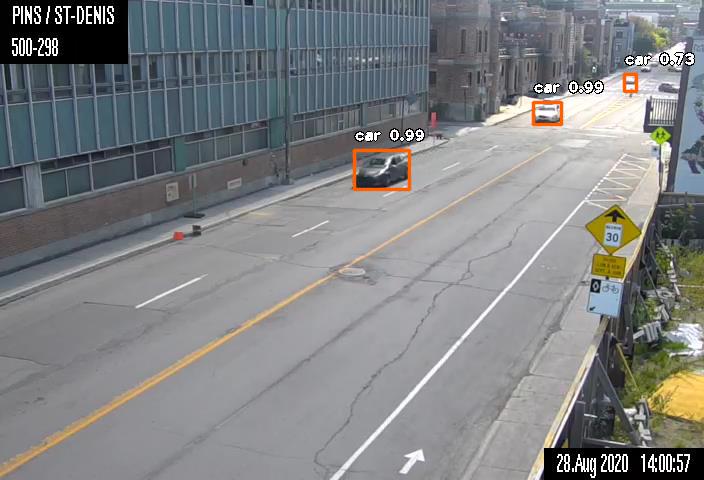 PINS / ST-DENIS
500-298
car 0.73
car 0.99
car 0.99
30
28.Aug 2020 14:00:57